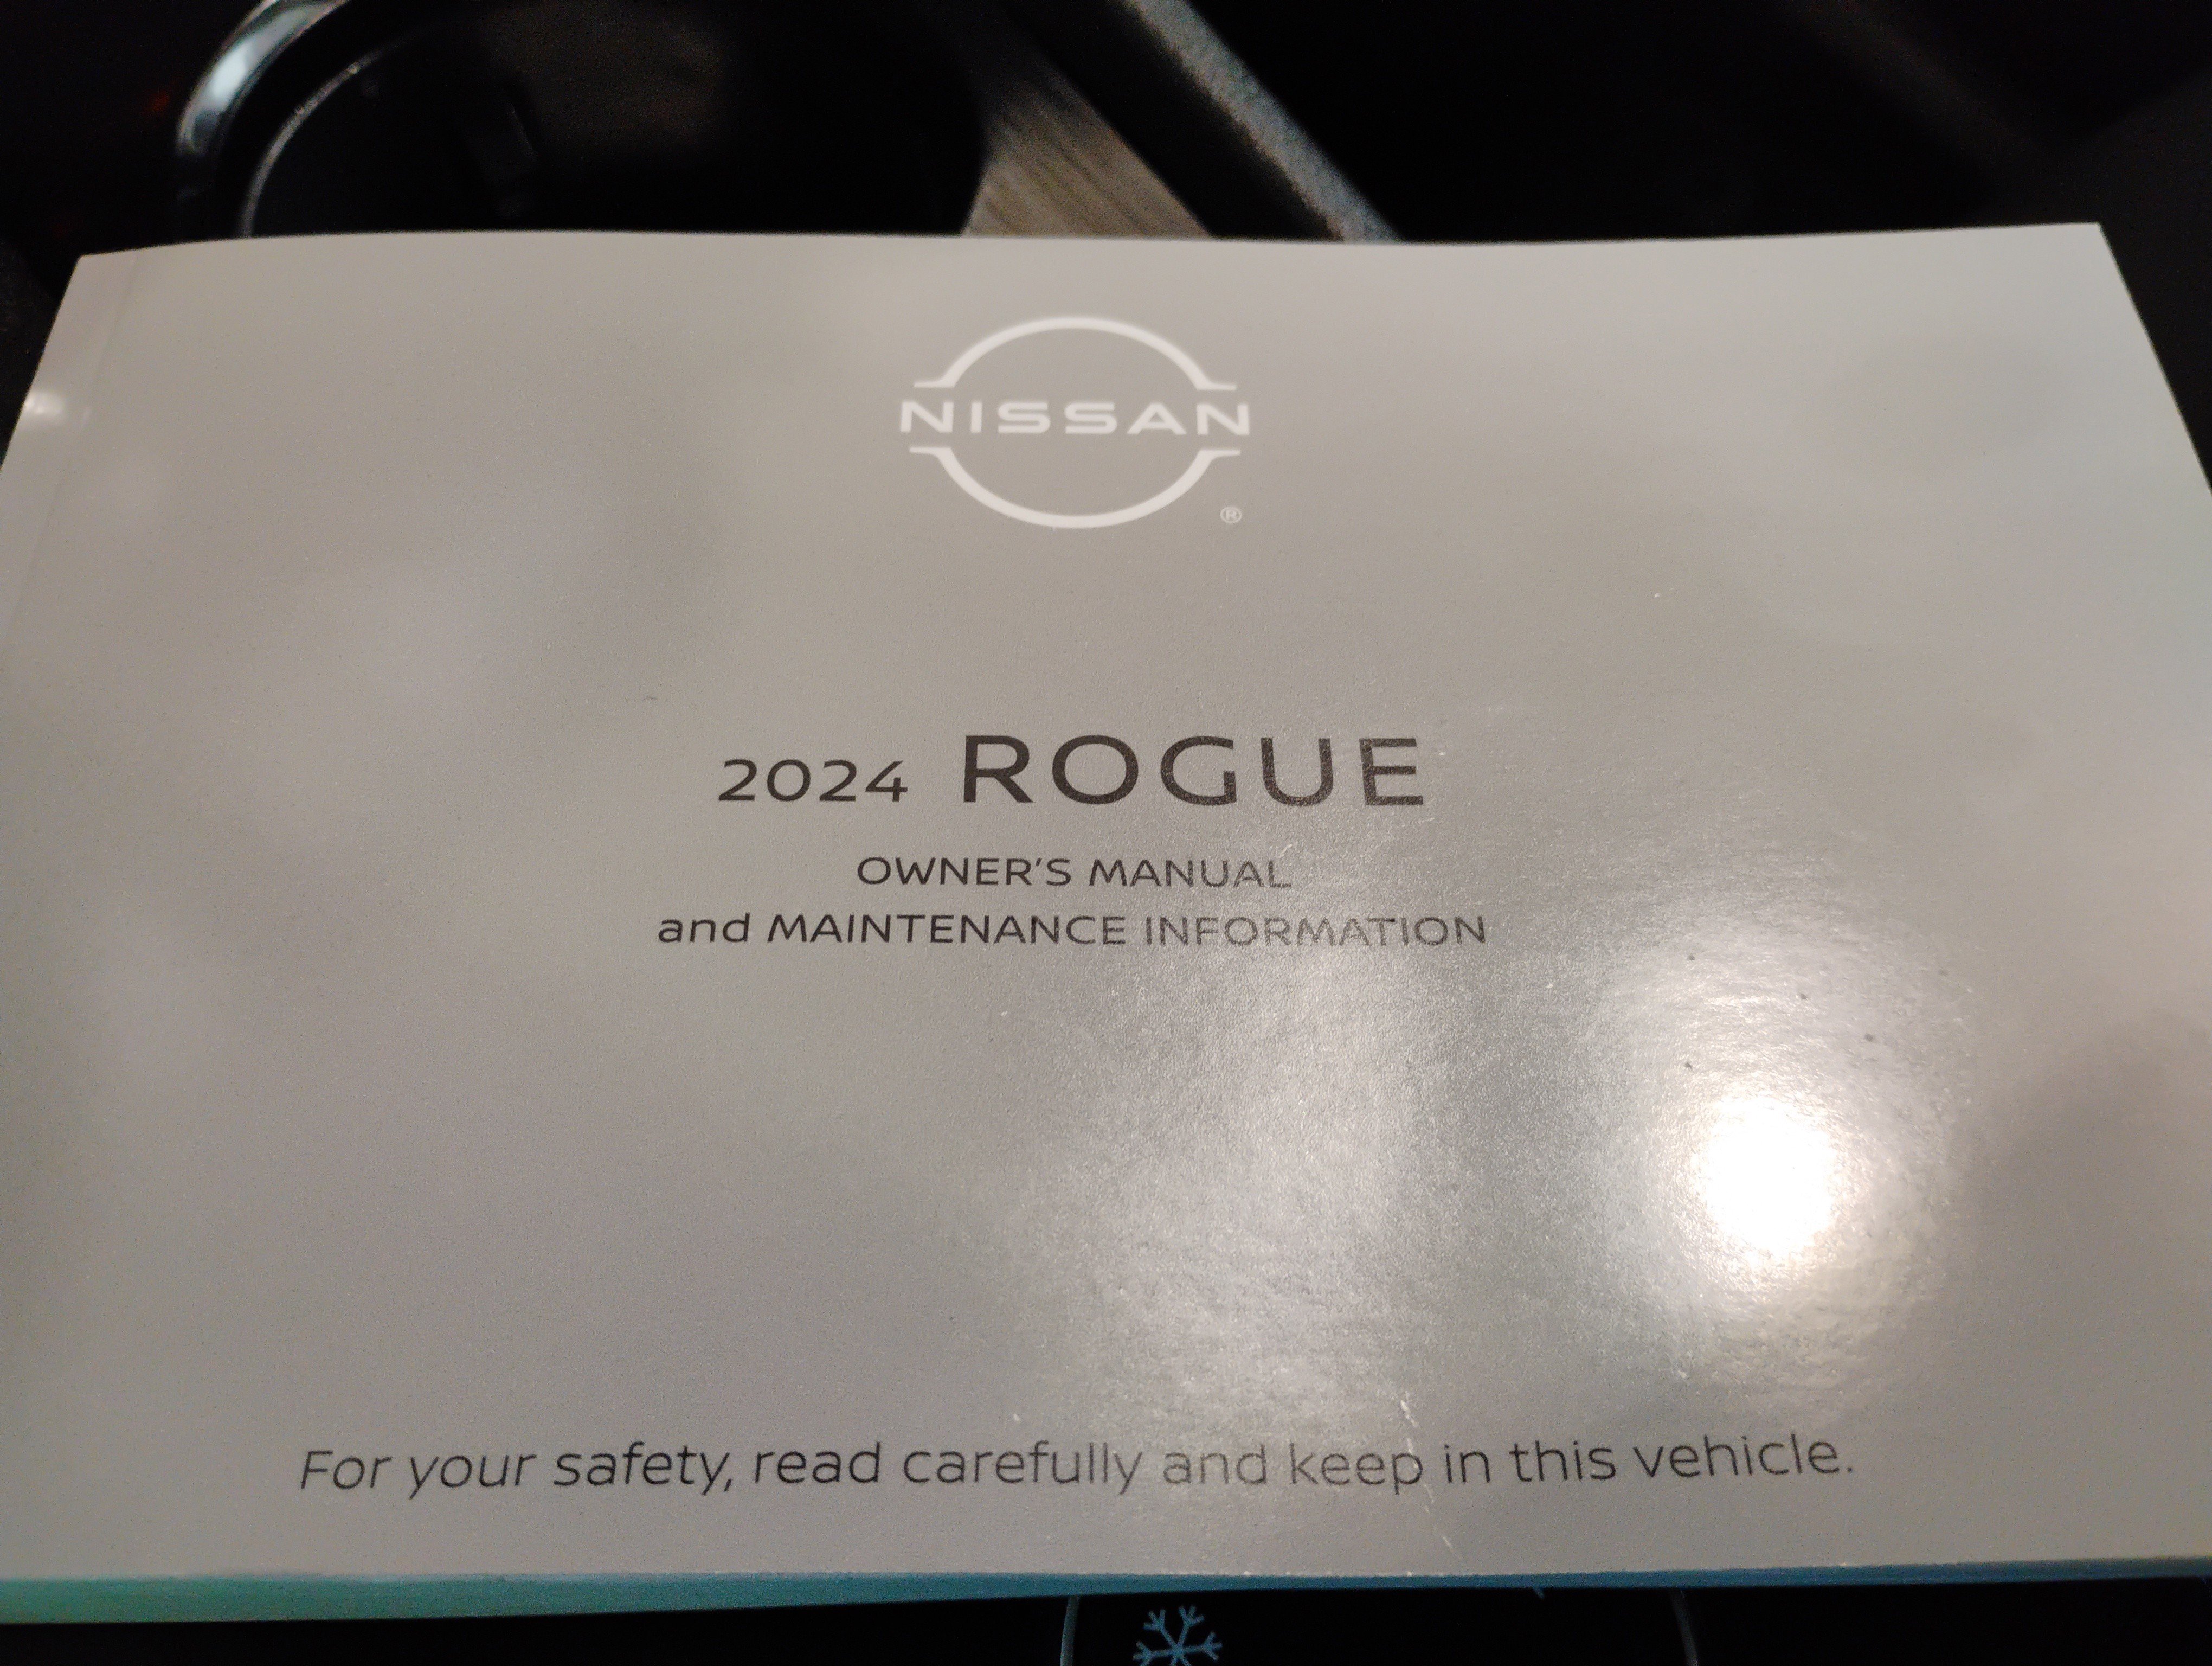 NISSAN
®
2024 ROGUE
OWNER'S MANUAL
and MAINTENANCE INFORMATION
For your safety, read carefully and keep in this vehicle.